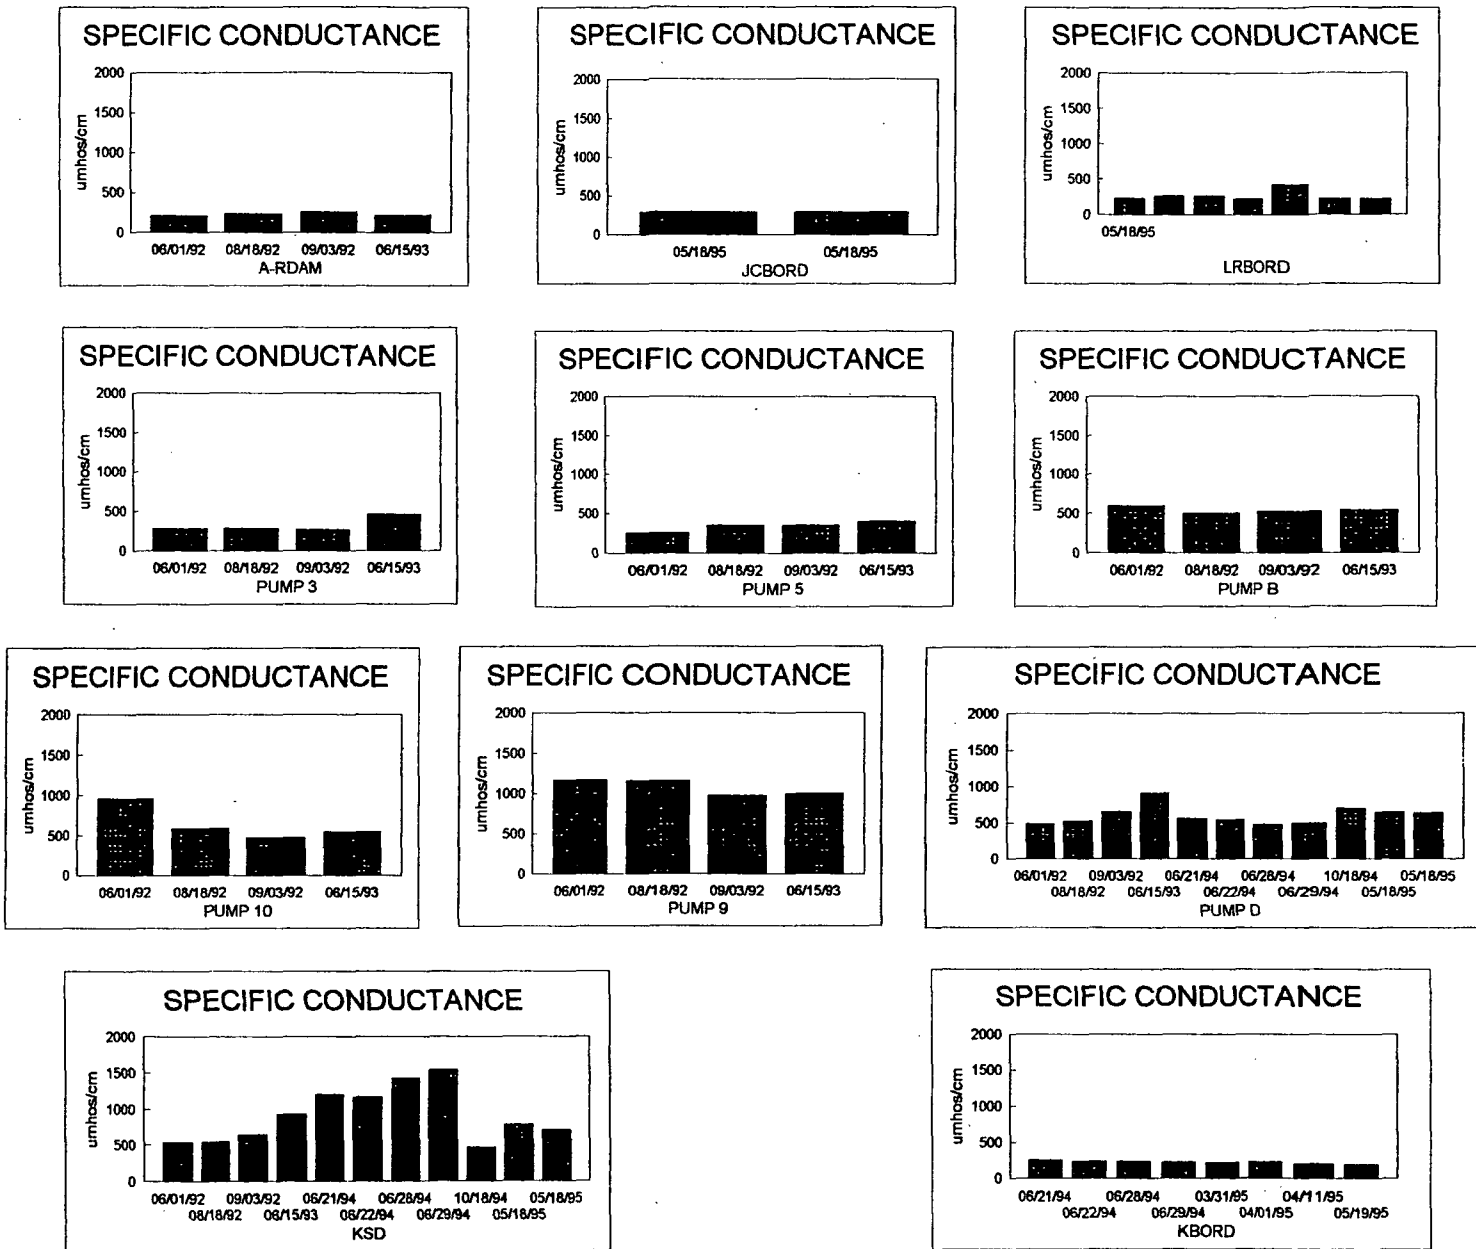 SPECIFIC CONDUCTANCE
2000
1500
1000
500
0
umhos/cm
06/01/92 08/18/92 09/03/92 06/15/93
A-RDAM
SPECIFIC CONDUCTANCE
2000
1500
1000
500
0
umhos/cm
05/18/95 05/18/95
JCBORD
SPECIFIC CONDUCTANCE
2000
1500
1000
500
0
umhos/cm
05/18/95
LRBORD
SPECIFIC CONDUCTANCE
2000
1500
1000
500
0
umhos/cm
06/01/92 08/18/92 09/03/92 06/15/93
PUMP 3
SPECIFIC CONDUCTANCE
2000
1500
1000
500
0
umhos/cm
06/01/92 08/18/92 09/03/92 06/15/93
PUMP 5
SPECIFIC CONDUCTANCE
2000
1500
1000
500
0
umhos/cm
06/01/92 08/18/92 09/03/92 06/15/93
PUMP B
SPECIFIC CONDUCTANCE
2000
1500
1000
500
0
umhos/cm
06/01/92 08/18/92 09/03/92 06/15/93
PUMP 10
SPECIFIC CONDUCTANCE
2000
1500
1000
500
0
umhos/cm
06/01/92 08/18/92 09/03/92 06/15/93
PUMP 9
SPECIFIC CONDUCTANCE
2000
1500
1000
500
0
umhos/cm
06/01/92 09/03/92 06/21/94 06/28/94 10/18/94 05/18/95
08/18/92 06/15/93 06/22/94 06/29/94 05/18/95
PUMP D
SPECIFIC CONDUCTANCE
2000
1500
1000
500
0
umhos/cm
06/01/92 09/03/92 06/21/94 06/28/94 10/18/94 05/18/95
08/18/92 06/15/93 06/22/94 06/29/94 05/18/95
KSD
SPECIFIC CONDUCTANCE
2000
1500
1000
500
0
umhos/cm
06/21/94 06/28/94 03/31/95 04/11/95
06/22/94 06/29/94 04/01/95 05/19/95
KBORD